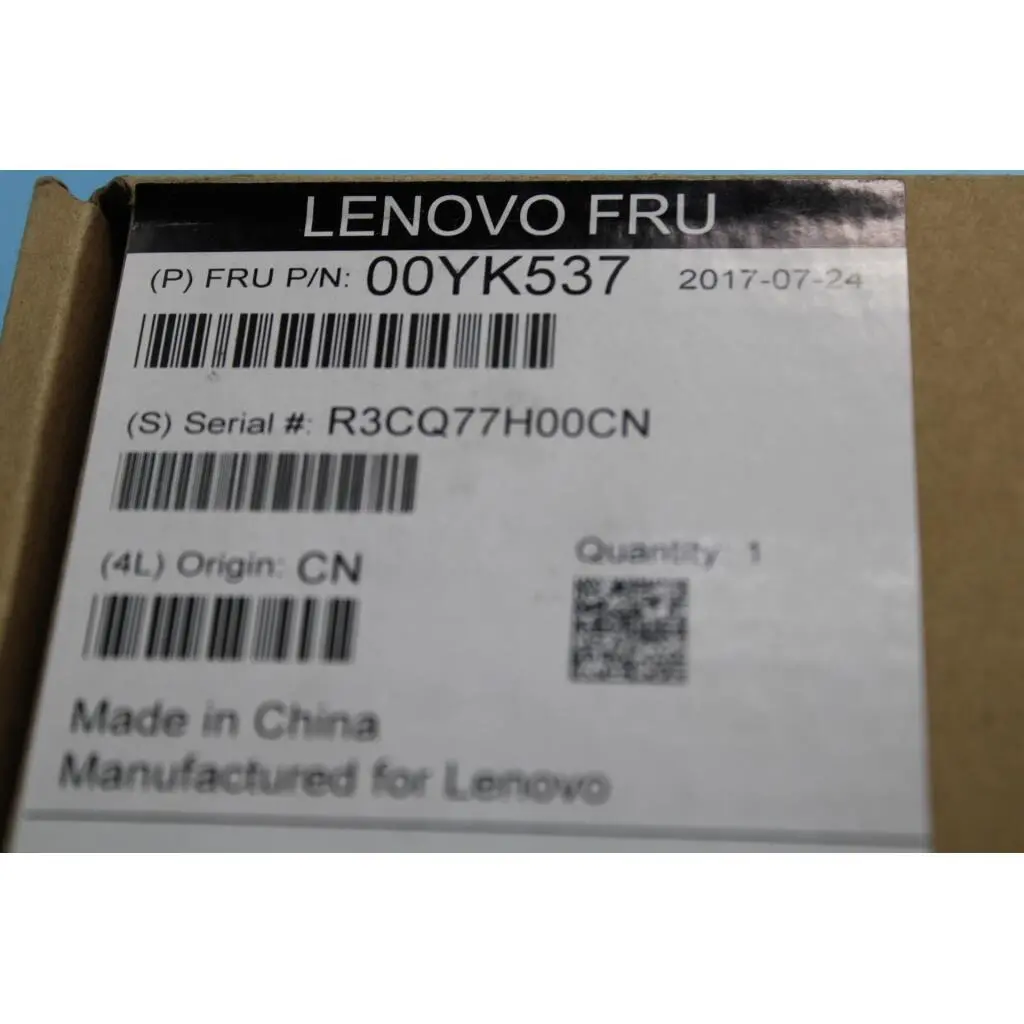 LENOVO FRU
(P) FRU P/N: 00YK537 2017-07-24
(S) Serial #: R3CQ77H00CN
(4L) Origin: CN
Quantity 1
Made in China
Manufactured for Lenovo